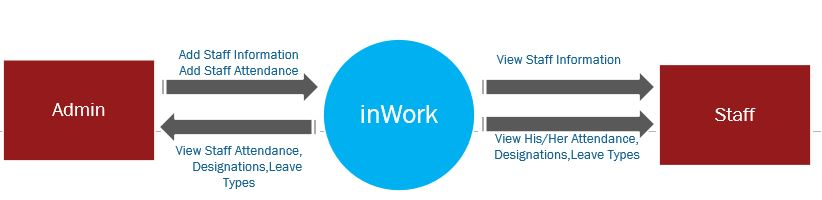 Add Staff Information
Add Staff Attendance
Admin
View Staff Attendance,
Designations,Leave
Types
inWork
View Staff Information
View His/Her Attendance,
Designations,Leave Types
Staff